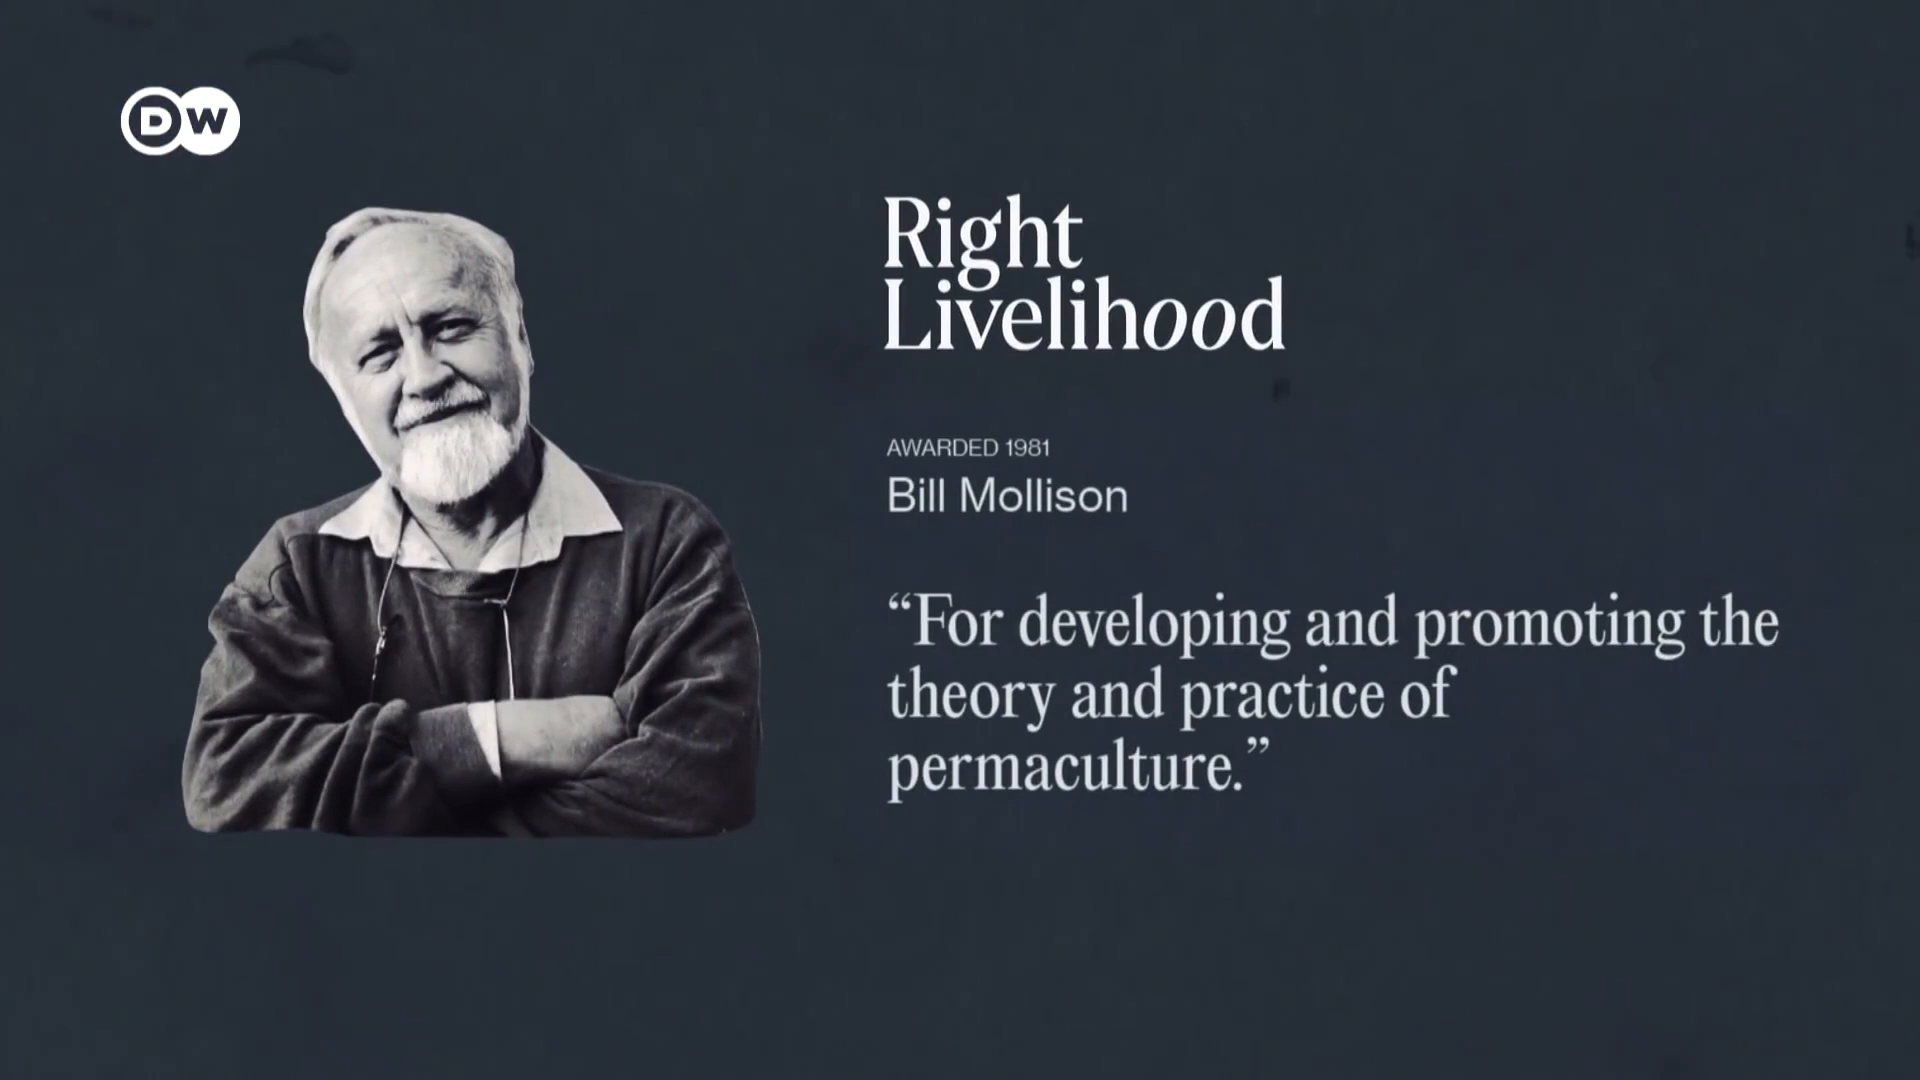 DW
Right
Livelihood
AWARDED 1981
Bill Mollison
“For developing and promoting the
theory and practice of
permaculture.”